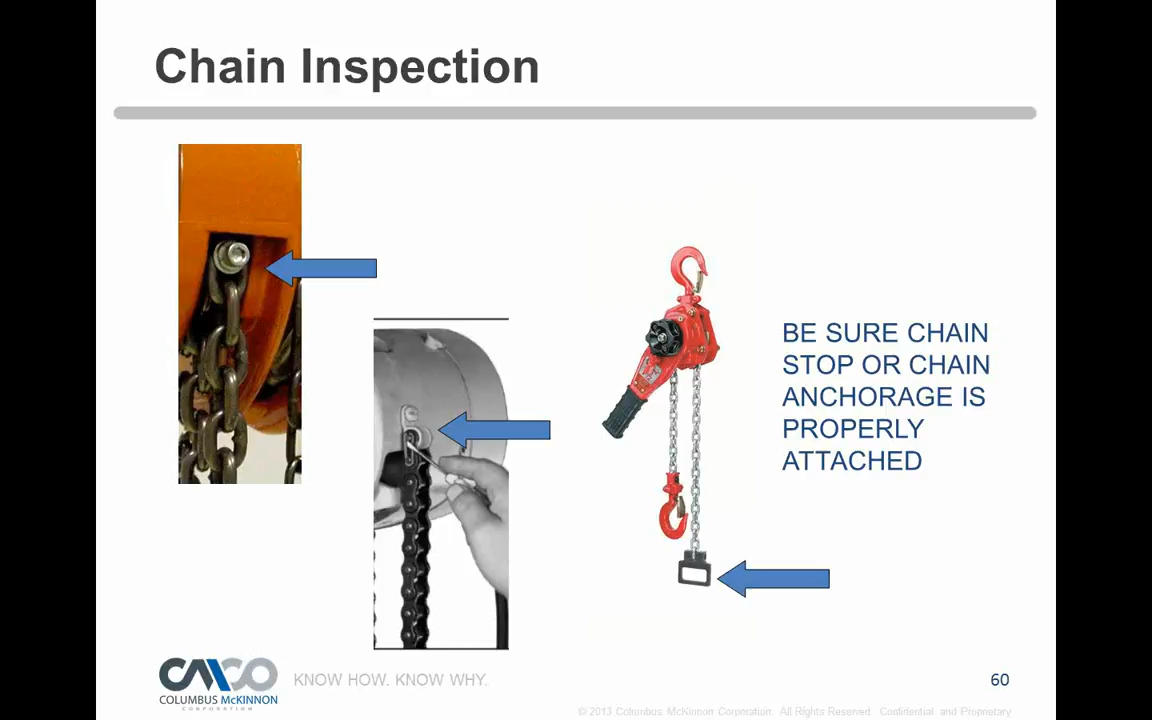 Chain Inspection
BE SURE CHAIN
STOP OR CHAIN
ANCHORAGE IS
PROPERLY
ATTACHED
CMCO
COLUMBUS McKINNON
CORPORATION
KNOW HOW. KNOW WHY.
60
© 2013 Columbus McKinnon Corporation. All Rights Reserved. Confidential and Proprietary